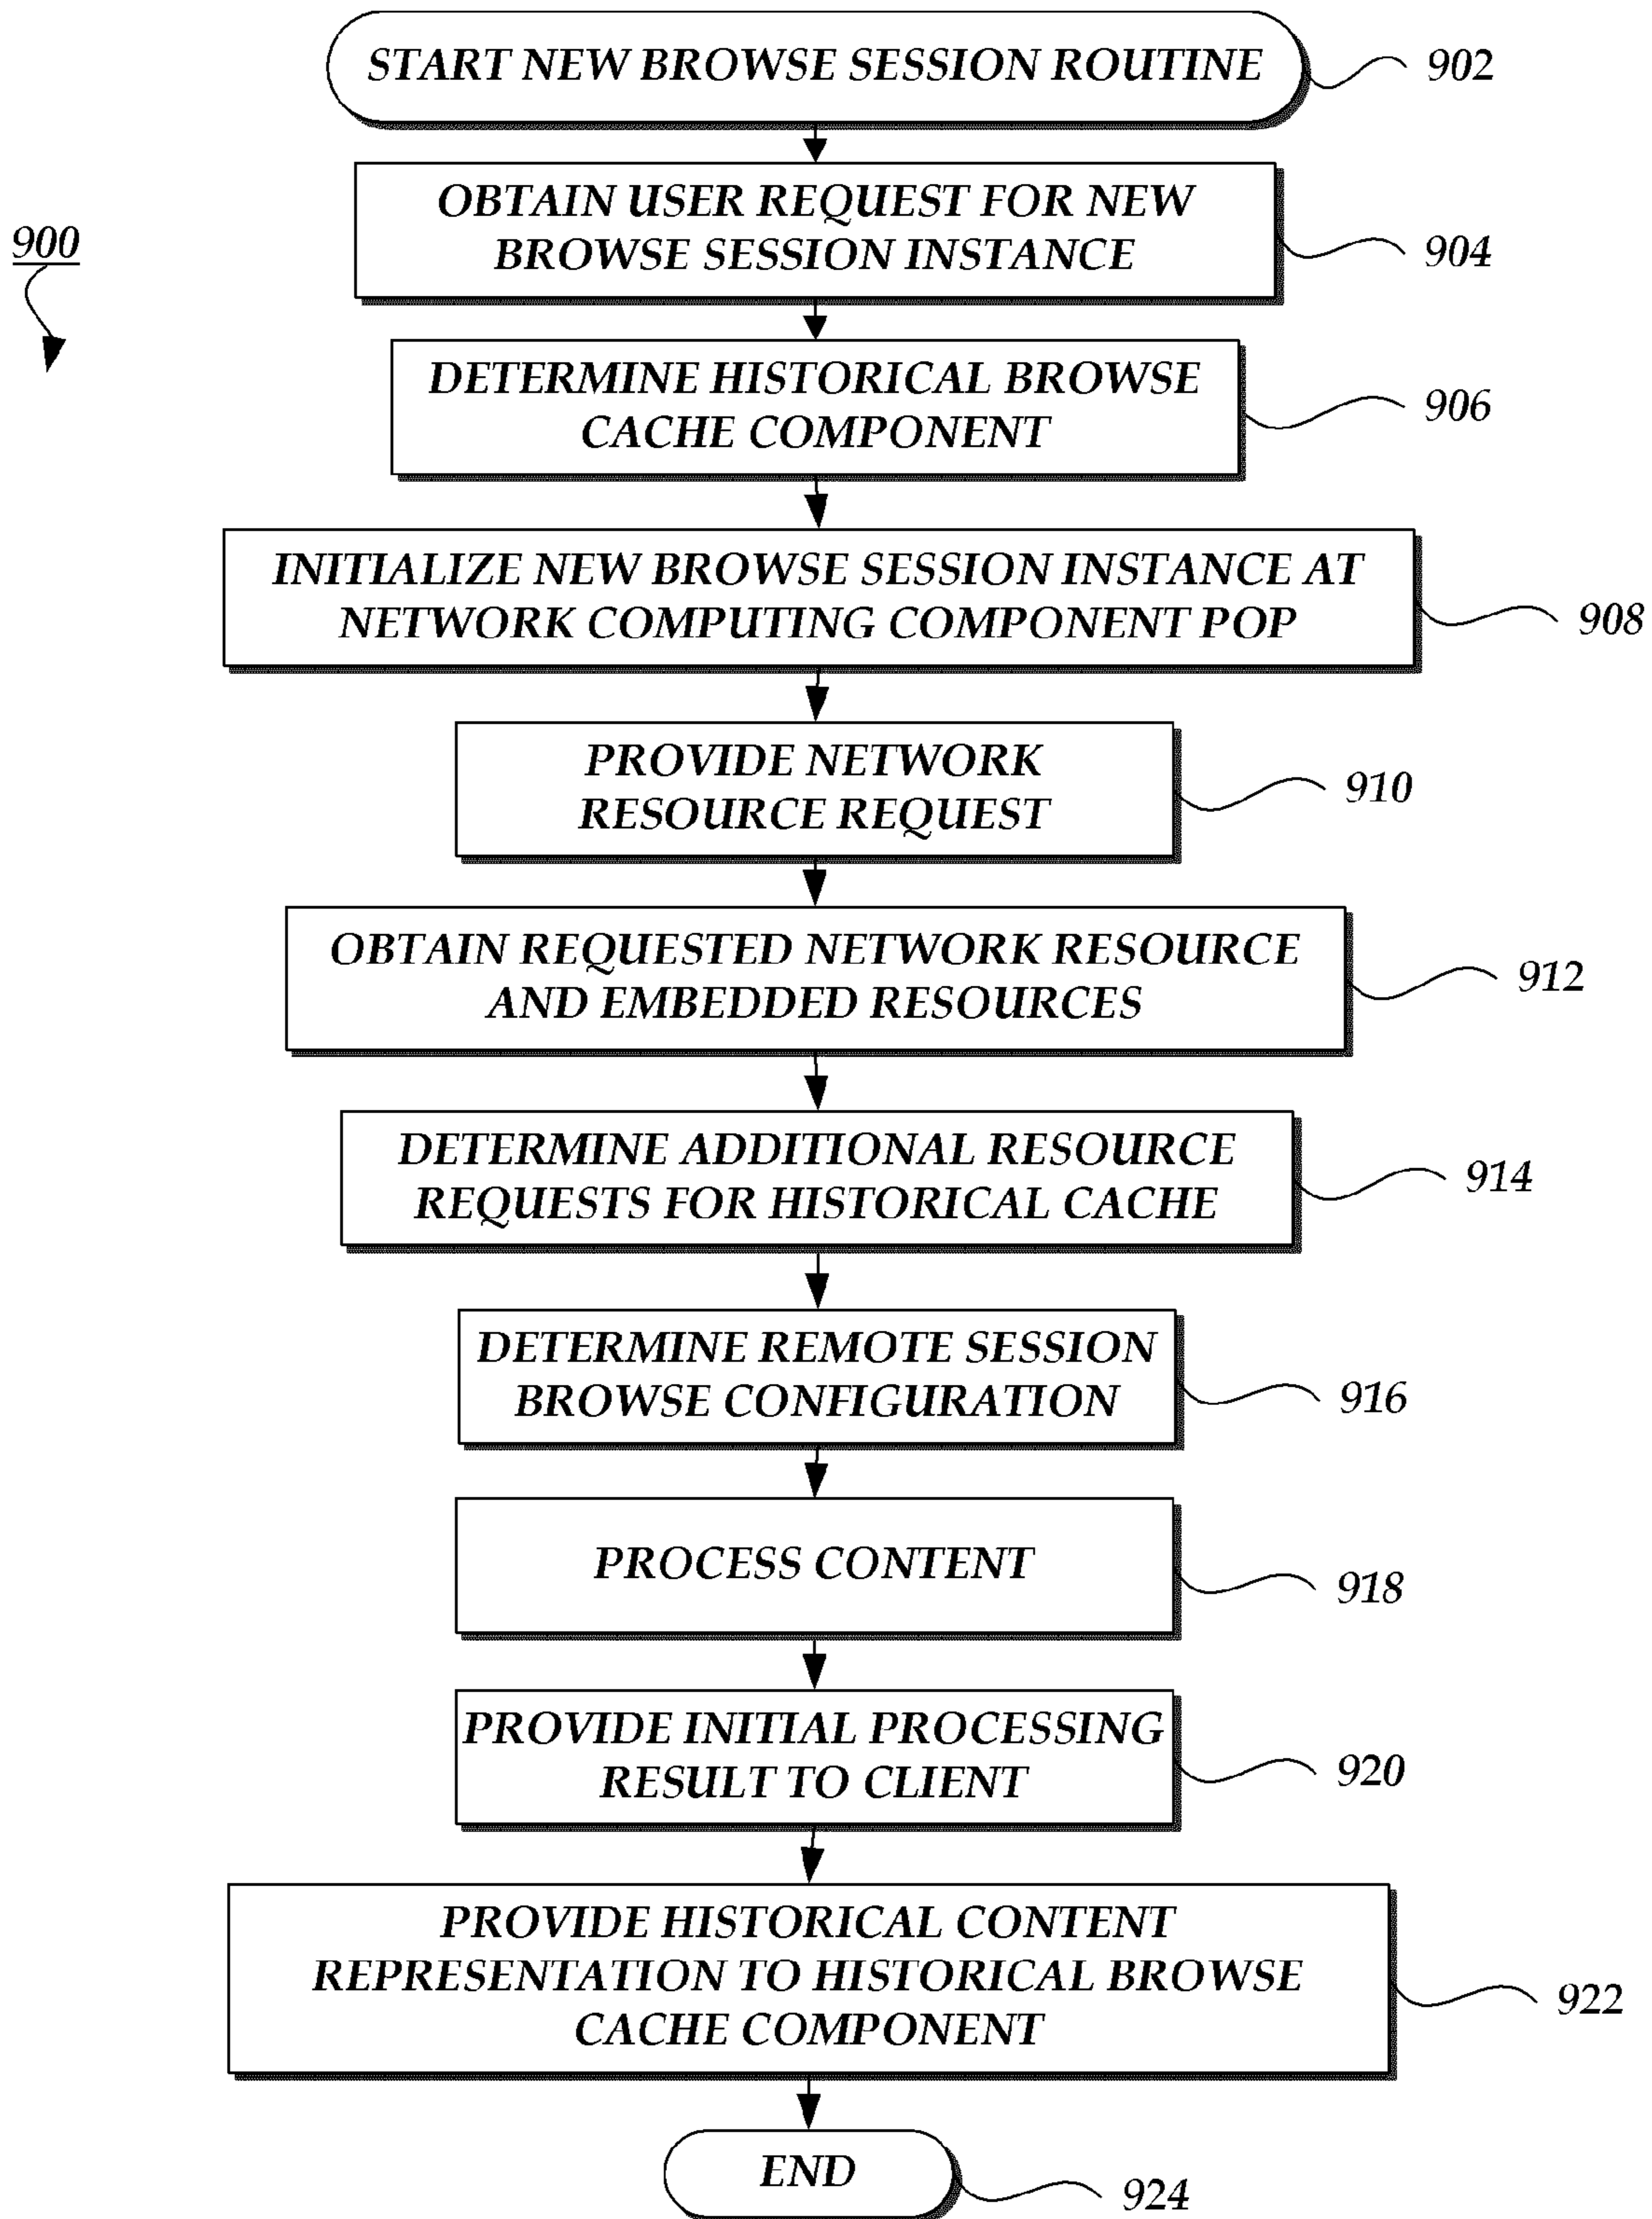 START NEW BROWSE SESSION ROUTINE
902
OBTAIN USER REQUEST FOR NEW
BROWSE SESSION INSTANCE
904
900
DETERMINE HISTORICAL BROWSE
CACHE COMPONENT
906
INITIALIZE NEW BROWSE SESSION INSTANCE AT
NETWORK COMPUTING COMPONENT POP
908
PROVIDE NETWORK
RESOURCE REQUEST
910
OBTAIN REQUESTED NETWORK RESOURCE
AND EMBEDDED RESOURCES
912
DETERMINE ADDITIONAL RESOURCE
REQUESTS FOR HISTORICAL CACHE
914
DETERMINE REMOTE SESSION
BROWSE CONFIGURATION
916
PROCESS CONTENT
918
PROVIDE INITIAL PROCESSING
RESULT TO CLIENT
920
PROVIDE HISTORICAL CONTENT
REPRESENTATION TO HISTORICAL BROWSE
CACHE COMPONENT
922
END
924